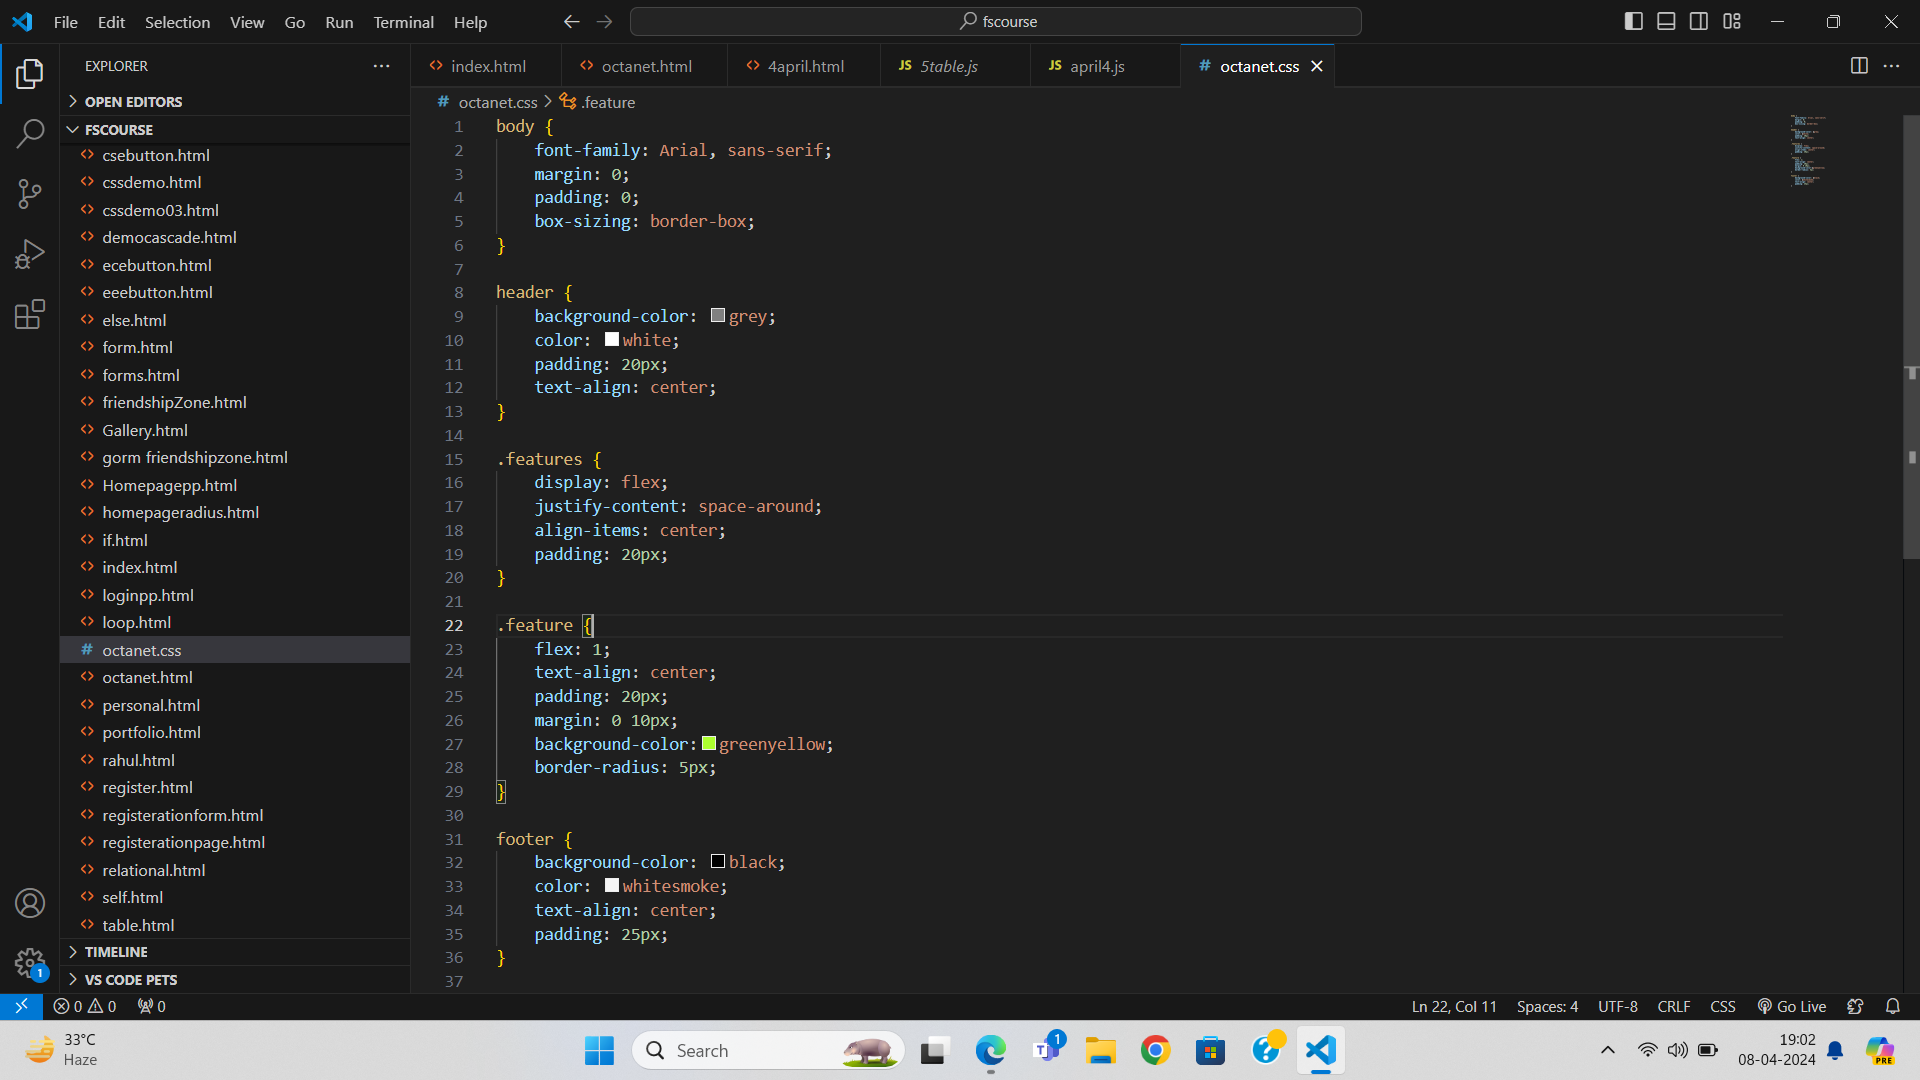 File Edit Selection View Go Run Terminal Help
fscourse
EXPLORER
OPEN EDITORS
FSCOURSE
csebutton.html
cssdemo.html
cssdemo03.html
democascade.html
ecebutton.html
eeebutton.html
else.html
form.html
forms.html
friendshipZone.html
Gallery.html
gorm friendshipzone.html
Homepagepp.html
homepageradius.html
if.html
index.html
loginpp.html
loop.html
# octanet.css
octanet.html
personal.html
portfolio.html
rahul.html
register.html
registerationform.html
registerationpage.html
relational.html
self.html
table.html
TIMELINE
VS CODE PETS
index.html octanet.html 4april.html JS 5table.js JS april4.js # octanet.css
# octanet.css > .feature
1 body {
2 font-family: Arial, sans-serif;
3 margin: 0;
4 padding: 0;
5 box-sizing: border-box;
6 }
7
8 header {
9 background-color: grey;
10 color: white;
11 padding: 20px;
12 text-align: center;
13 }
14
15 .features {
16 display: flex;
17 justify-content: space-around;
18 align-items: center;
19 padding: 20px;
20 }
21
22 .feature {
23 flex: 1;
24 text-align: center;
25 padding: 20px;
26 margin: 0 10px;
27 background-color: greenyellow;
28 border-radius: 5px;
29 }
30
31 footer {
32 background-color: black;
33 color: whitesmoke;
34 text-align: center;
35 padding: 25px;
36 }
37
1
0 0 0 Ln 22, Col 11 Spaces: 4 UTF-8 CRLF CSS Go Live
33°C
Haze
Search
1
19:02
08-04-2024
PRE